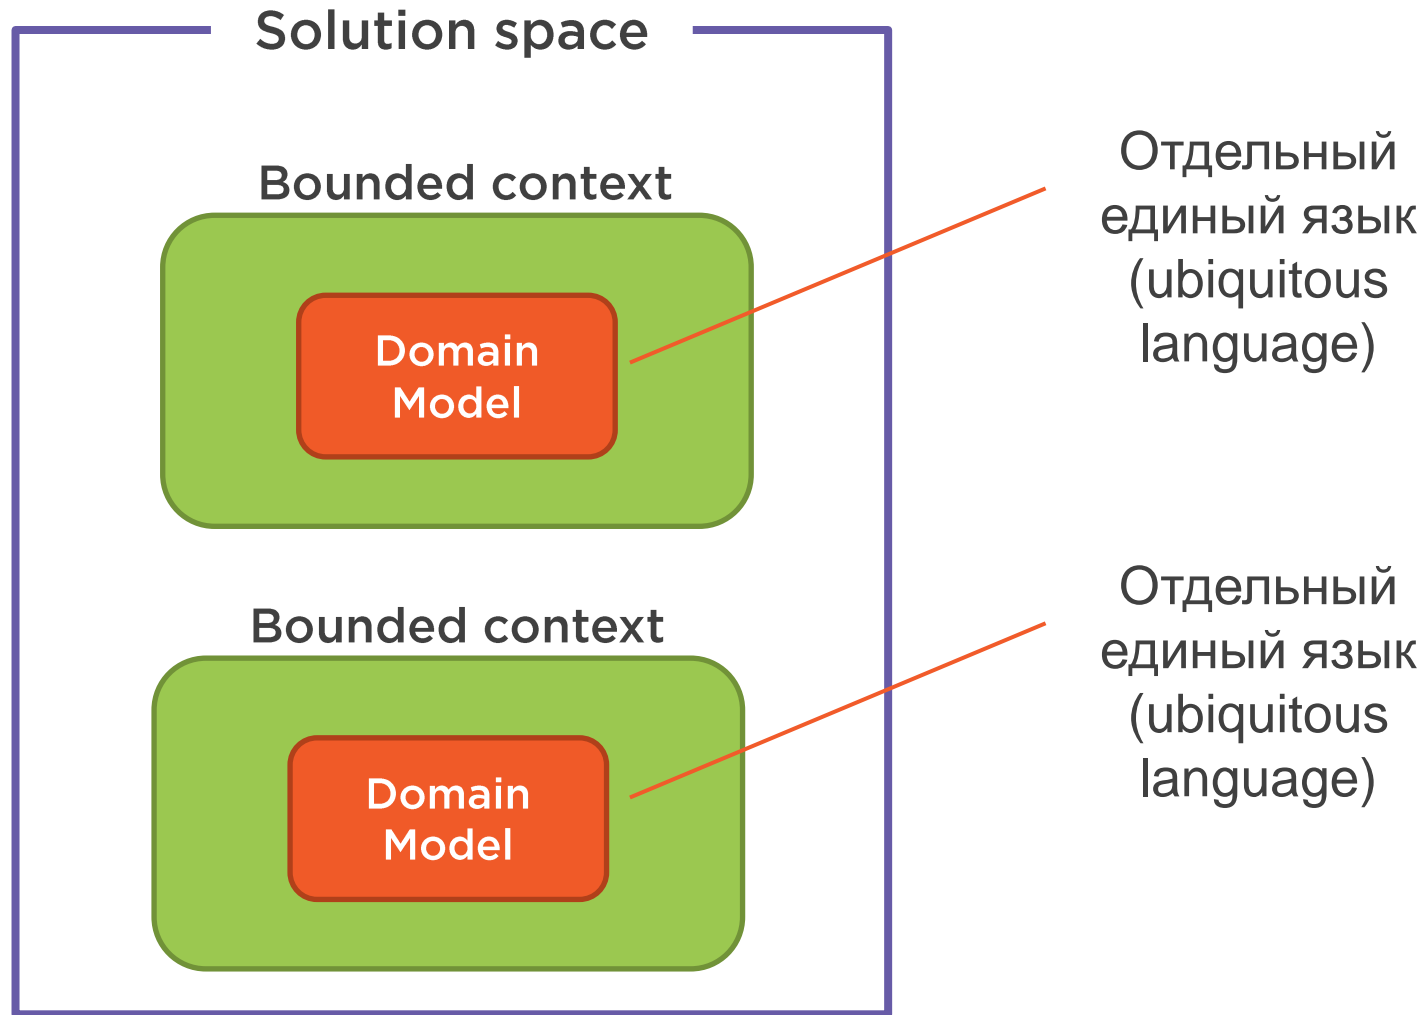 Solution space
Bounded context
Domain
Model
Отдельный
единый язык
(ubiquitous
language)
Bounded context
Domain
Model
Отдельный
единый язык
(ubiquitous
language)